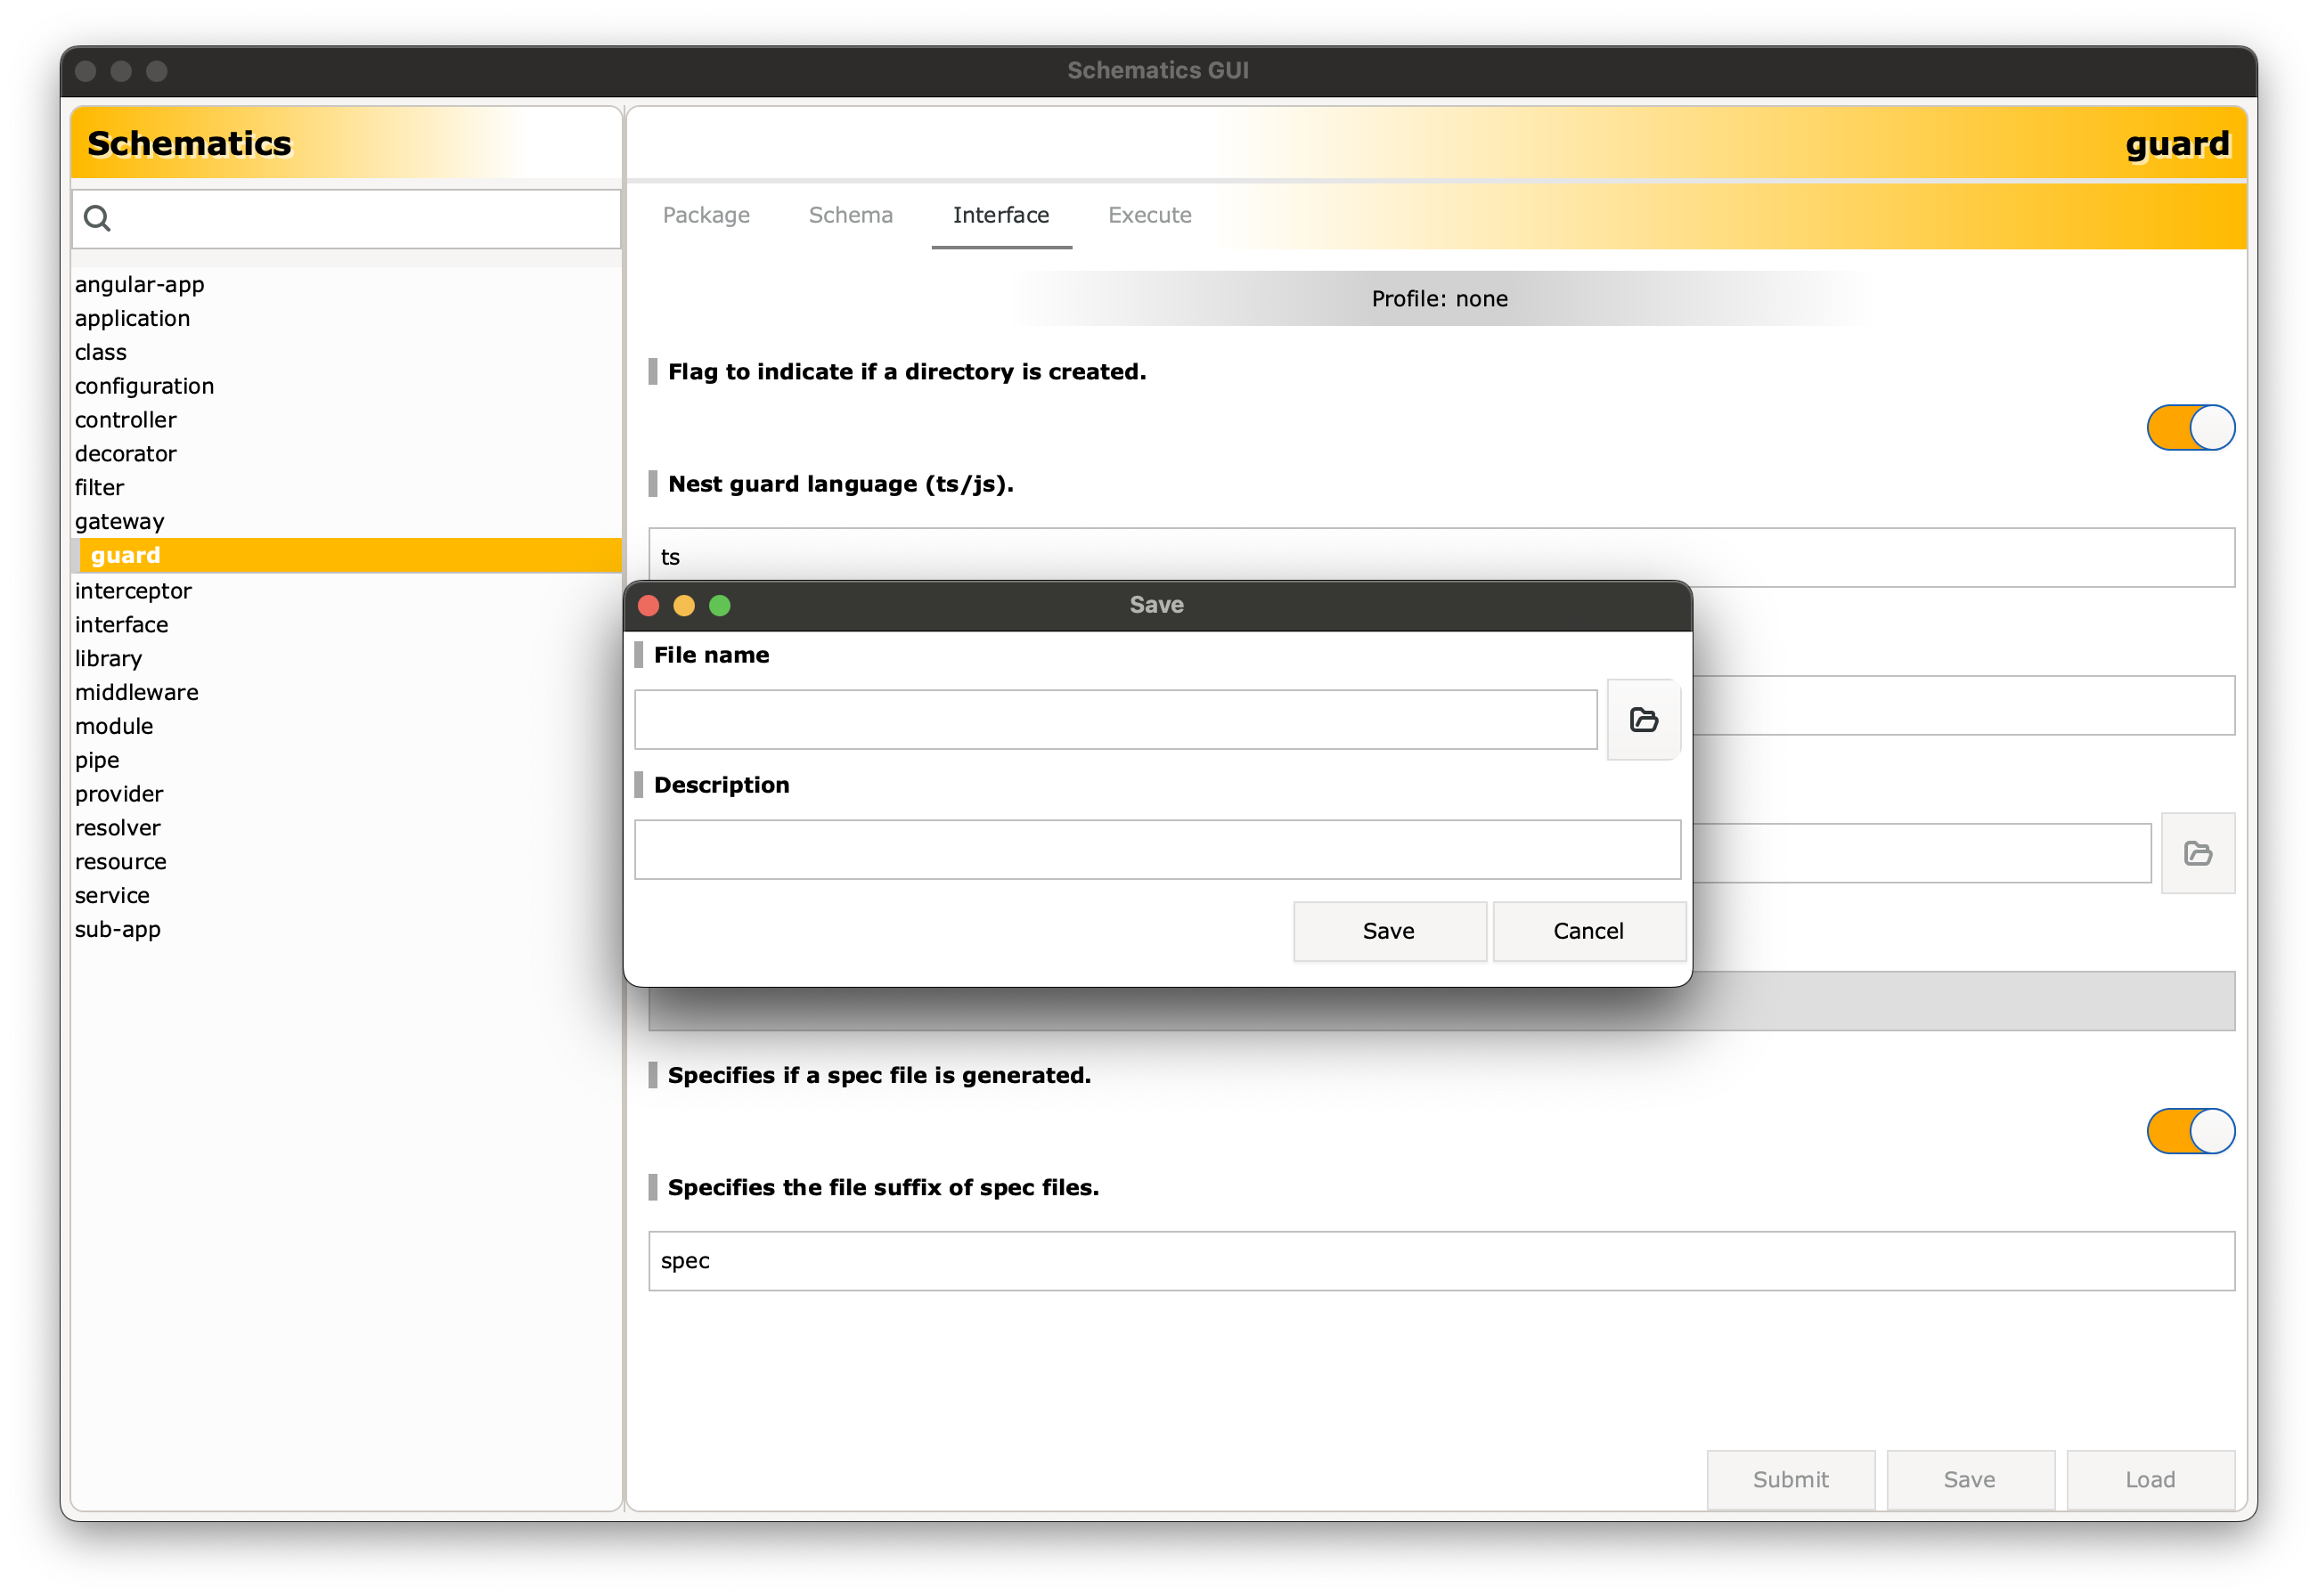 Schematics GUI
Schematics
guard
Package Schema Interface Execute
Profile: none
angular-app
application
class
configuration
controller
decorator
filter
gateway
guard
interceptor
interface
library
middleware
module
pipe
provider
resolver
resource
service
sub-app
Flag to indicate if a directory is created.
Nest guard language (ts/js).
ts
Save
File name
Description
Save Cancel
Specifies if a spec file is generated.
Specifies the file suffix of spec files.
spec
Submit Save Load